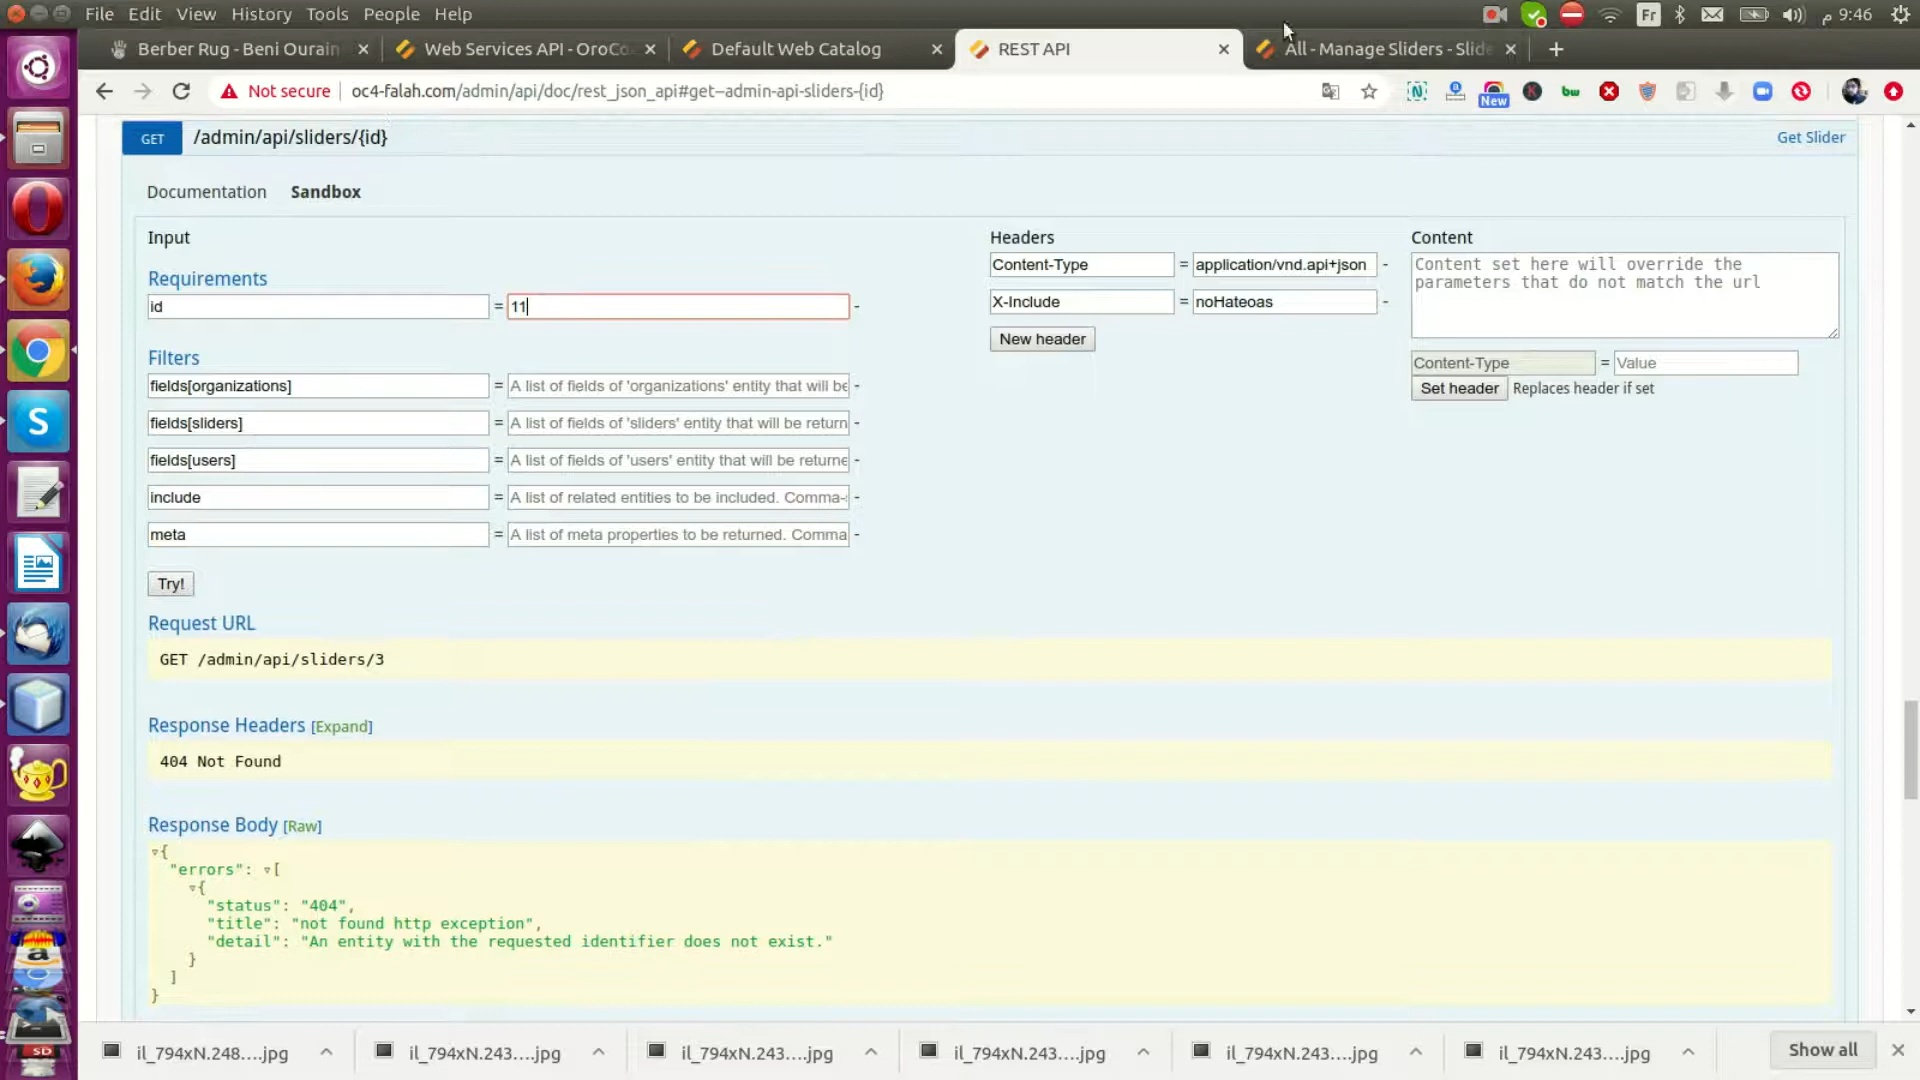 File Edit View History Tools People Help
Fr
م 9:46
Berber Rug - Beni Ourain
Web Services API - OroCo
Default Web Catalog
REST API
All - Manage Sliders - Slide
Not secure
oc4-falah.com/admin/api/doc/rest_json_api#get--admin-api-sliders-{id}
New
bw
GET /admin/api/sliders/{id}
Get Slider
Documentation Sandbox
Input
Headers
Content
Requirements
id = 11 -
Content-Type = application/vnd.api+json -
X-Include = noHateoas -
New header
Content set here will override the
parameters that do not match the url
Content-Type = Value
Set header Replaces header if set
Filters
fields[organizations] = A list of fields of 'organizations' entity that will be -
fields[sliders] = A list of fields of 'sliders' entity that will be return -
fields[users] = A list of fields of 'users' entity that will be returne -
include = A list of related entities to be included. Comma- -
meta = A list of meta properties to be returned. Comma -
Try!
Request URL
GET /admin/api/sliders/3
Response Headers [Expand]
404 Not Found
Response Body [Raw]
{
"errors": [
{
"status": "404",
"title": "not found http exception",
"detail": "An entity with the requested identifier does not exist."
}
]
}
il_794xN.248....jpg
il_794xN.243....jpg
il_794xN.243....jpg
il_794xN.243....jpg
il_794xN.243....jpg
il_794xN.243....jpg
Show all
SD